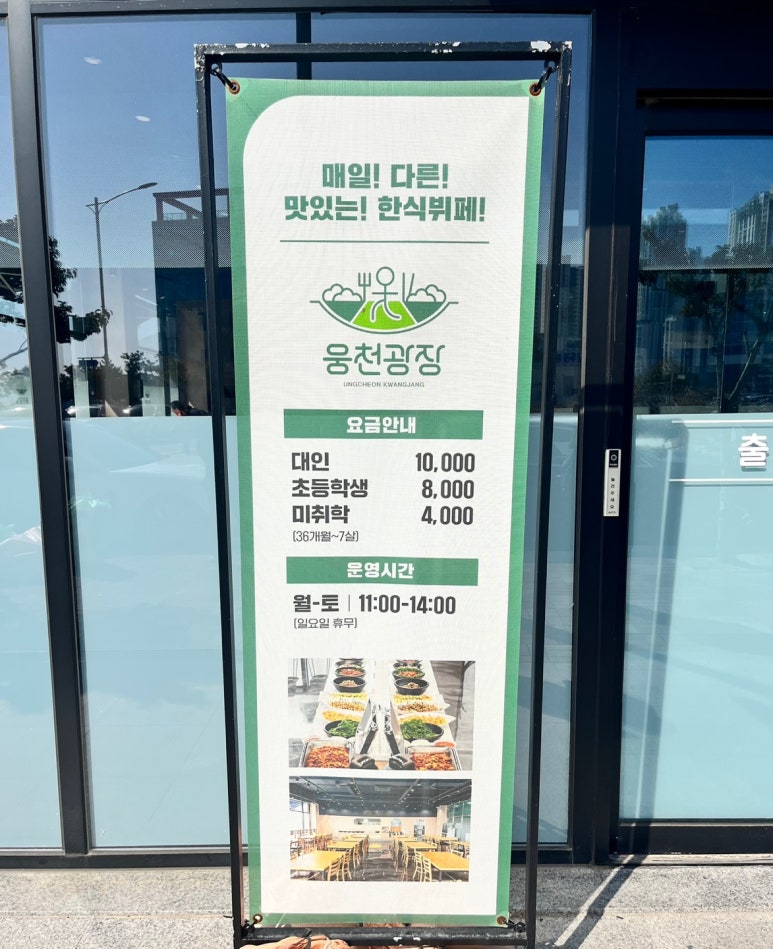 매일! 다른!
맛있는! 한식뷔페!
웅천광장
UNGCHEON KWANGJANG
요금안내
대인 10,000
초등학생 8,000
미취학 4,000
(36개월~7살)
운영시간
월-토 | 11:00-14:00
(일요일 휴무)
출